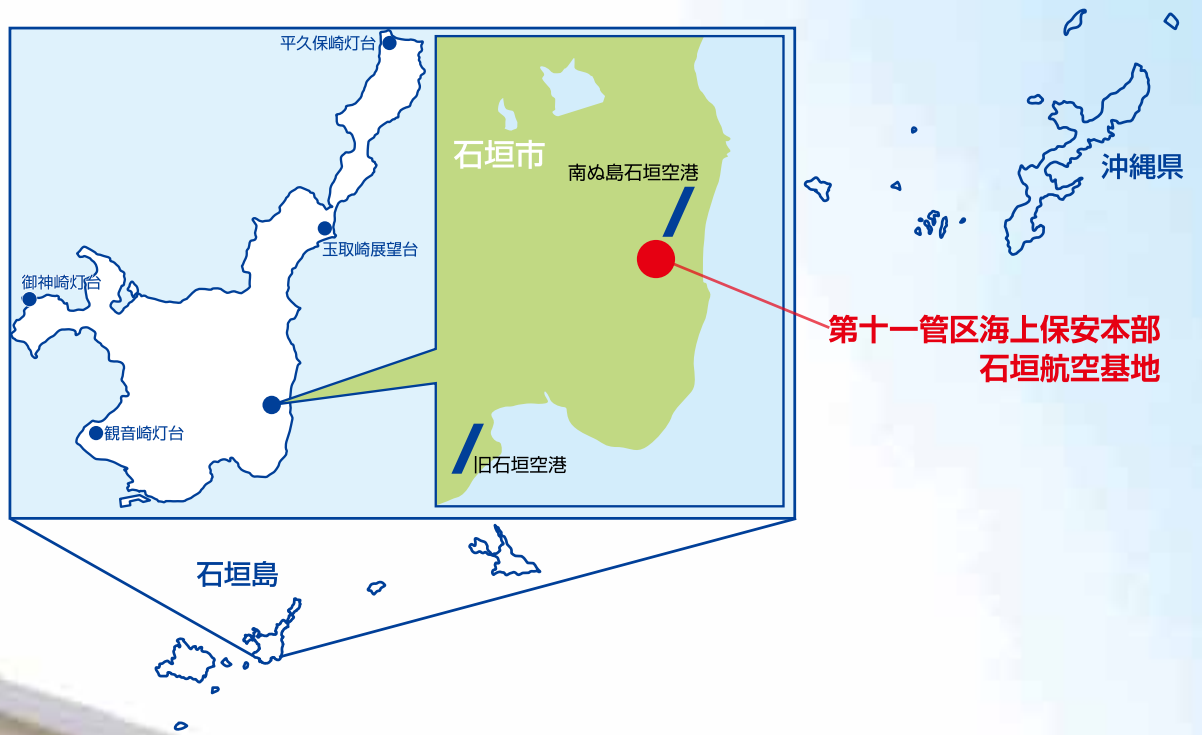 平久保崎灯台
石垣市
南ぬ島石垣空港
沖縄県
玉取崎展望台
御神崎灯台
第十一管区海上保安本部
石垣航空基地
観音崎灯台
旧石垣空港
石垣島